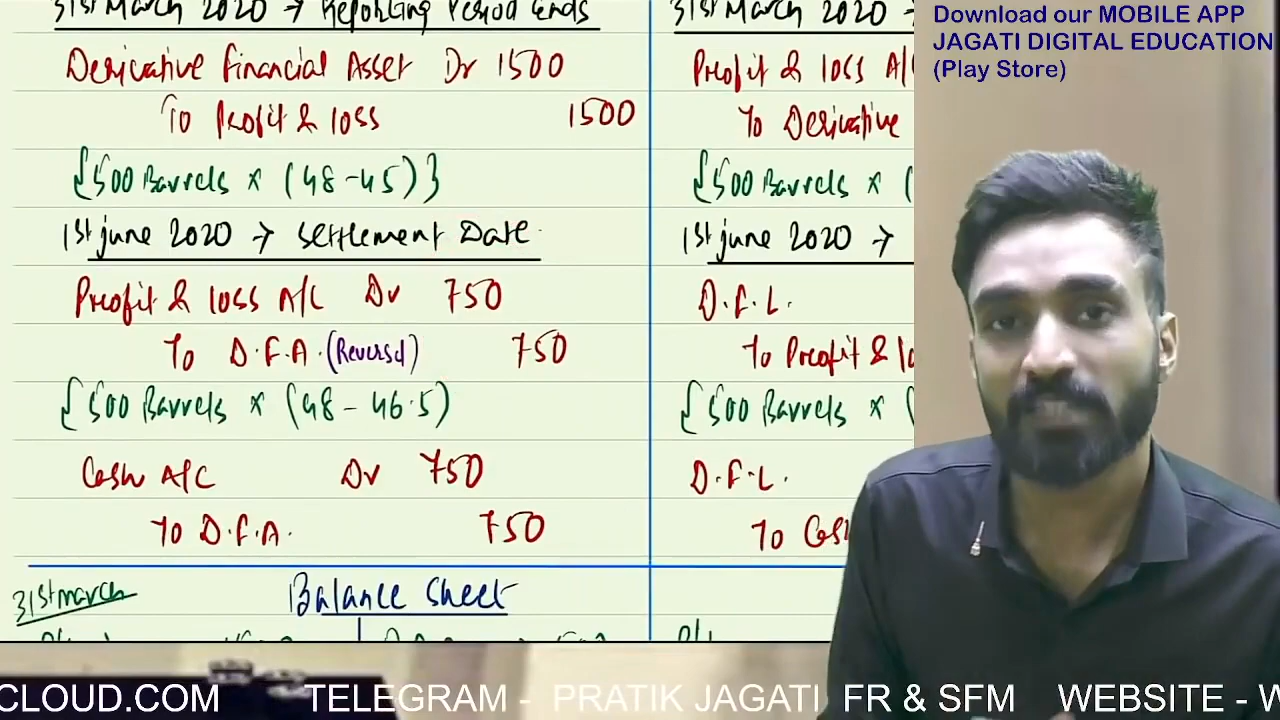 31st March 2020 → Reporting Period Ends
Derivative Financial Asset Dr 1500
To Profit & loss 1500
{500 Barrels × (48-45)}
1st june 2020 → Settlement Date
Profit & loss A/C Dr 750
To D.F.A. (Reversd) 750
{500 Barrels × (48 - 46.5)
Cash A/C Dr 750
To D.F.A. 750
31st march
Balance Sheet
31st March 2020 →
Profit & loss A/C
To Derivative
{500 Barrels × (
1st june 2020 →
D.F.L.
To Profit &
{500 Barrels × (
D.F.L.
To
Download our MOBILE APP
JAGATI DIGITAL EDUCATION
(Play Store)
CLOUD.COM TELEGRAM - PRATIK JAGATI FR & SFM WEBSITE - W